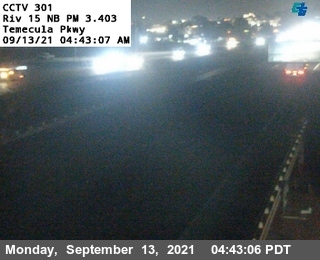 CCTV 301
Riv 15 NB PM 3.403
Temecula Pkwy
09/13/21 04:43:07 AM
Monday, September 13, 2021 04:43:06 PDT